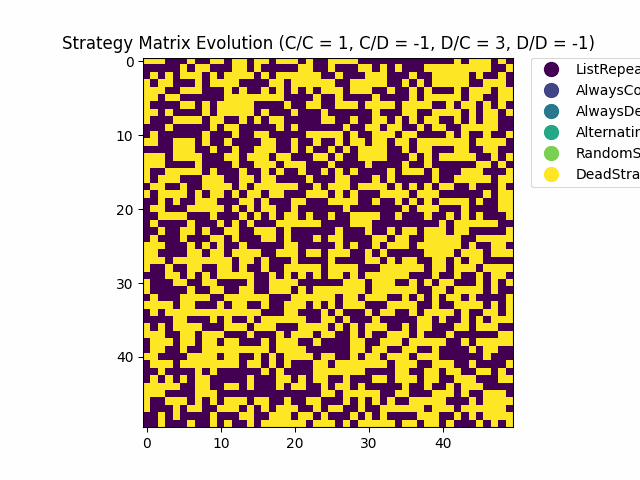 Strategy Matrix Evolution (C/C = 1, C/D = -1, D/C = 3, D/D = -1)
0
10
20
30
40
0 10 20 30 40
ListRepea
AlwaysCo
AlwaysDe
Alternatin
RandomS
DeadStra